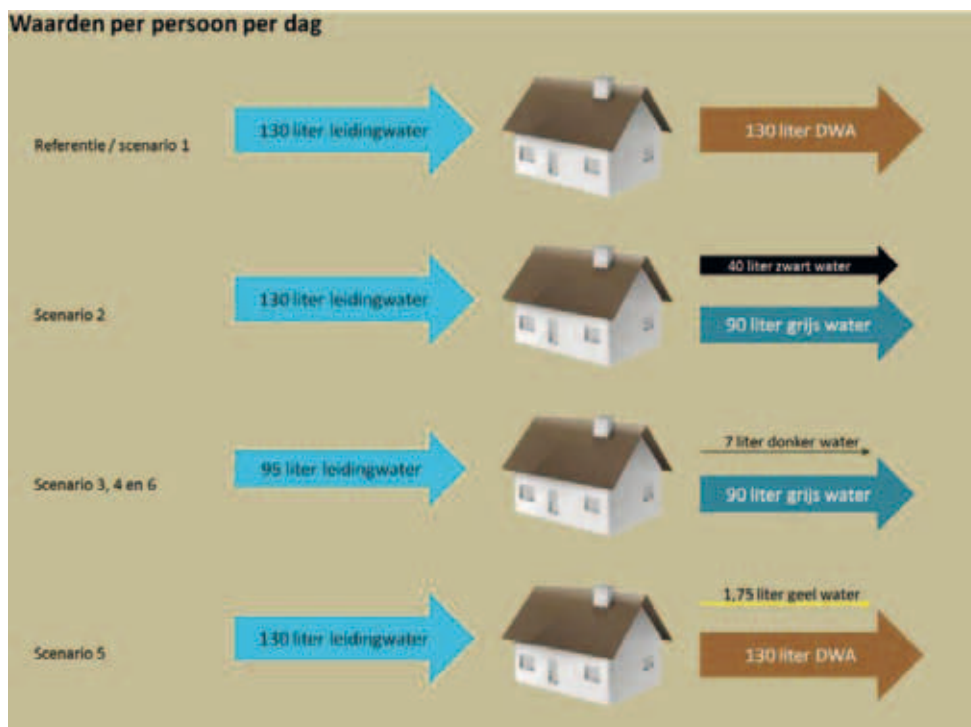 Waarden per persoon per dag
Referentie / scenario 1
130 liter leidingwater
130 liter DWA
Scenario 2
130 liter leidingwater
40 liter zwart water
90 liter grijs water
Scenario 3, 4 en 6
95 liter leidingwater
7 liter donker water
90 liter grijs water
Scenario 5
130 liter leidingwater
1,75 liter geel water
130 liter DWA